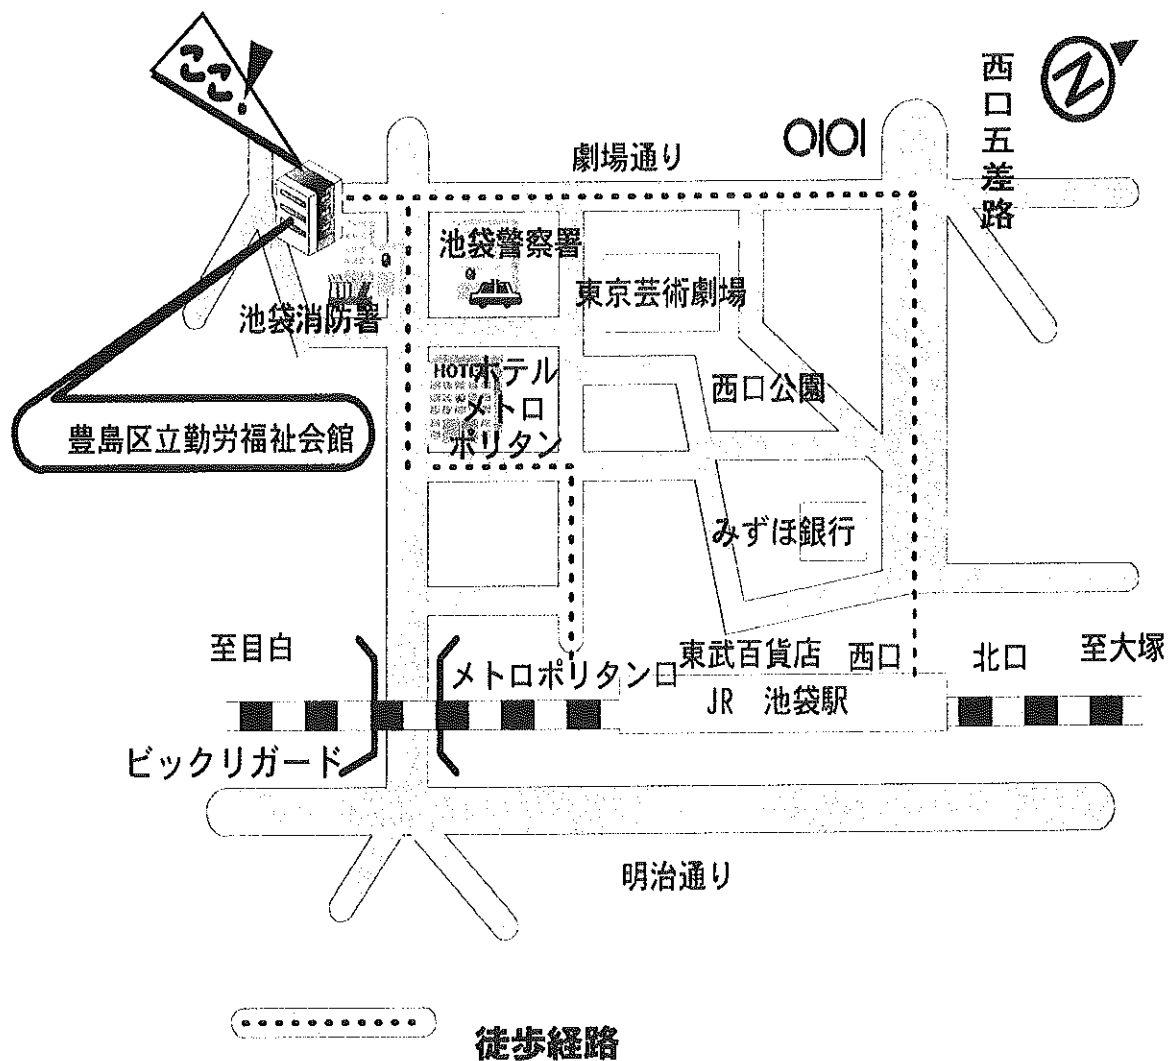 ここ!
西口五差路
N
OIOI
劇場通り
池袋警察署
東京芸術劇場
池袋消防署
HOTEL
ホテル
メトロ
ポリタン
西口公園
豊島区立勤労福祉会館
みずほ銀行
至目白
メトロポリタン口
東武百貨店
西口
北口
至大塚
JR 池袋駅
ビックリガード
明治通り
徒歩経路